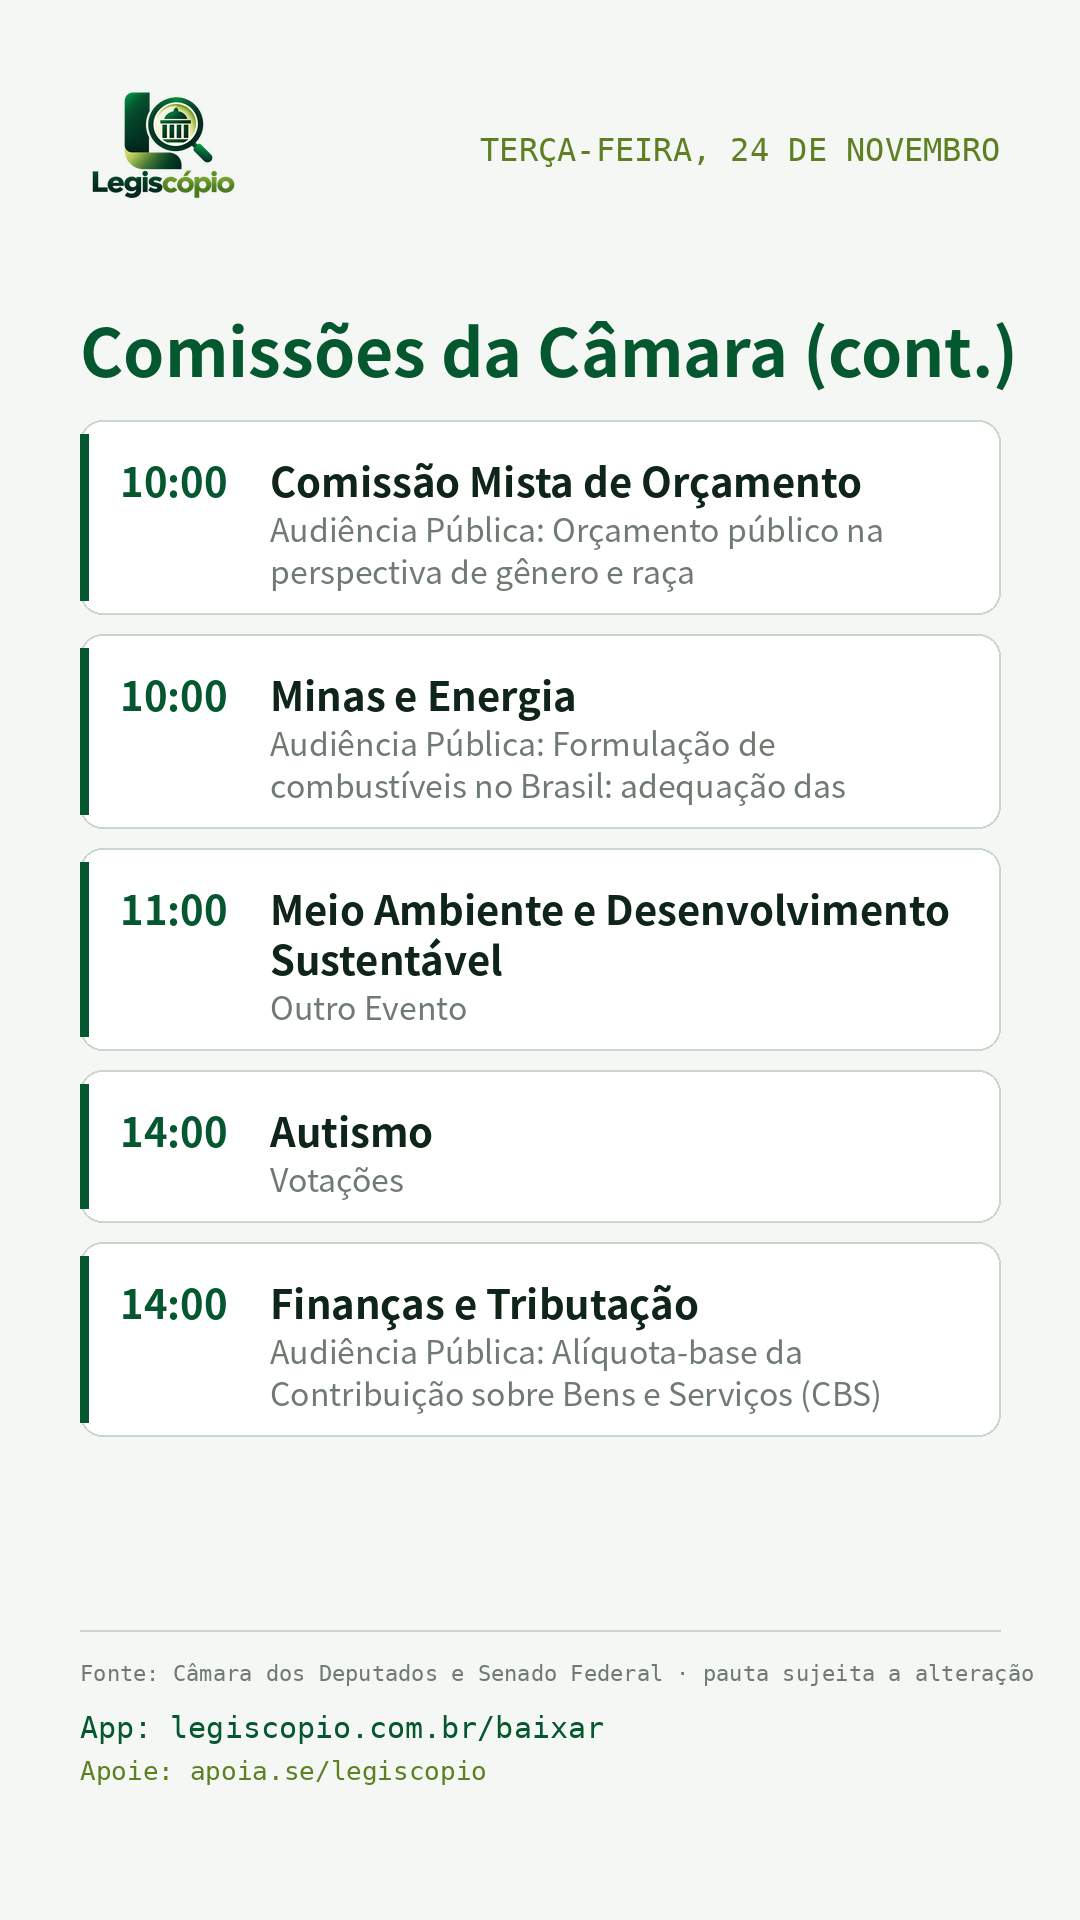 Legiscópio
TERÇA-FEIRA, 24 DE NOVEMBRO
Comissões da Câmara (cont.)
10:00 Comissão Mista de Orçamento
Audiência Pública: Orçamento público na
perspectiva de gênero e raça
10:00 Minas e Energia
Audiência Pública: Formulação de
combustíveis no Brasil: adequação das
11:00 Meio Ambiente e Desenvolvimento
Sustentável
Outro Evento
14:00 Autismo
Votações
14:00 Finanças e Tributação
Audiência Pública: Alíquota-base da
Contribuição sobre Bens e Serviços (CBS)
Fonte: Câmara dos Deputados e Senado Federal · pauta sujeita a alteração
App: legiscopio.com.br/baixar
Apoie: apoia.se/legiscopio